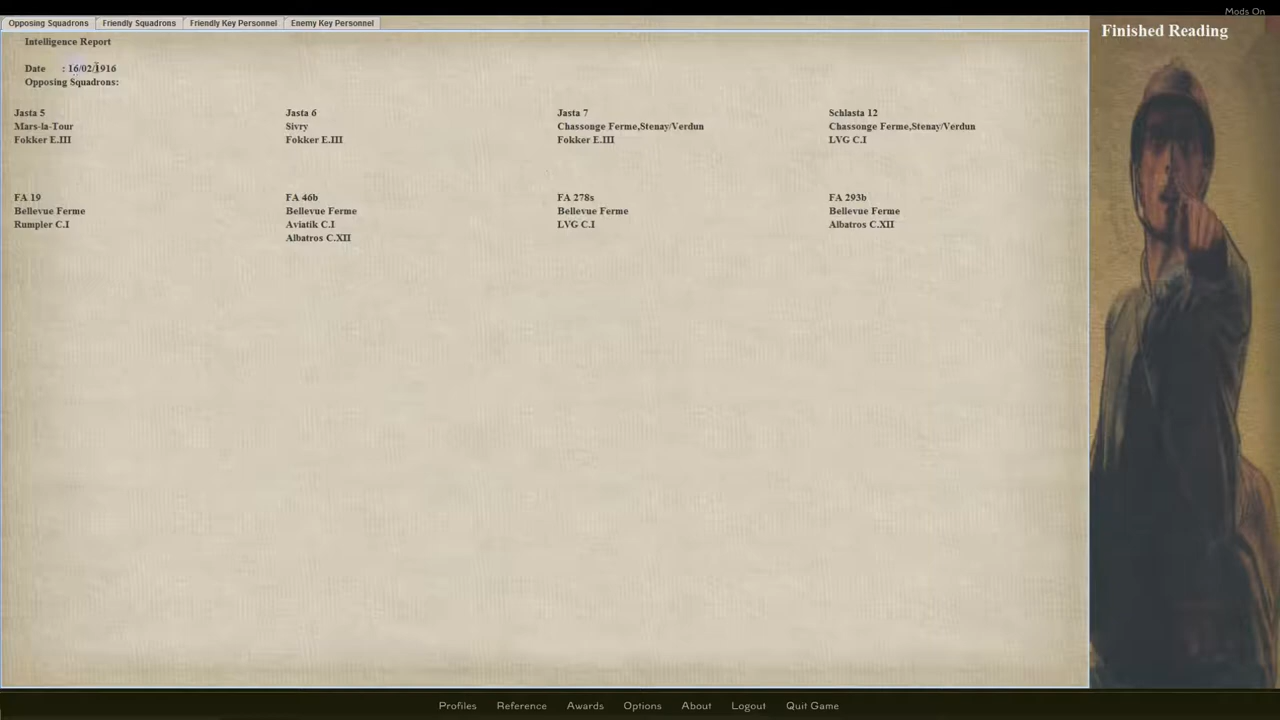 Mods On
Opposing Squadrons
Friendly Squadrons
Friendly Key Personnel
Enemy Key Personnel
Finished Reading
Intelligence Report
Date : 16/02/1916
Opposing Squadrons:
Jasta 5
Mars-la-Tour
Fokker E.III
Jasta 6
Sivry
Fokker E.III
Jasta 7
Chassonge Ferme,Stenay/Verdun
Fokker E.III
Schlasta 12
Chassonge Ferme,Stenay/Verdun
LVG C.I
FA 19
Bellevue Ferme
Rumpler C.I
FA 46b
Bellevue Ferme
Aviatik C.I
Albatros C.XII
FA 278s
Bellevue Ferme
LVG C.I
FA 293b
Bellevue Ferme
Albatros C.XII
Profiles
Reference
Awards
Options
About
Logout
Quit Game